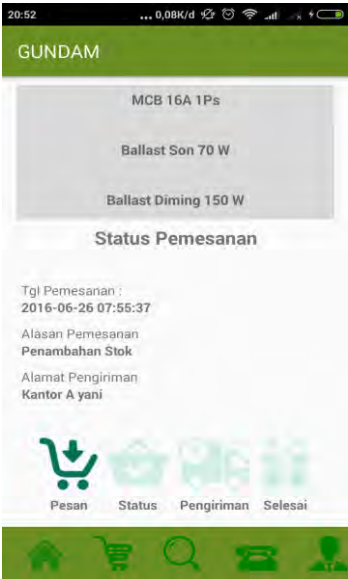 20:52 ... 0,08K/d
GUNDAM
MCB 16A 1Ps
Ballast Son 70 W
Ballast Diming 150 W
Status Pemesanan
Tgl Pemesanan :
2016-06-26 07:55:37
Alasan Pemesanan
Penambahan Stok
Alamat Pengiriman
Kantor A yani
Pesan Status Pengiriman Selesai